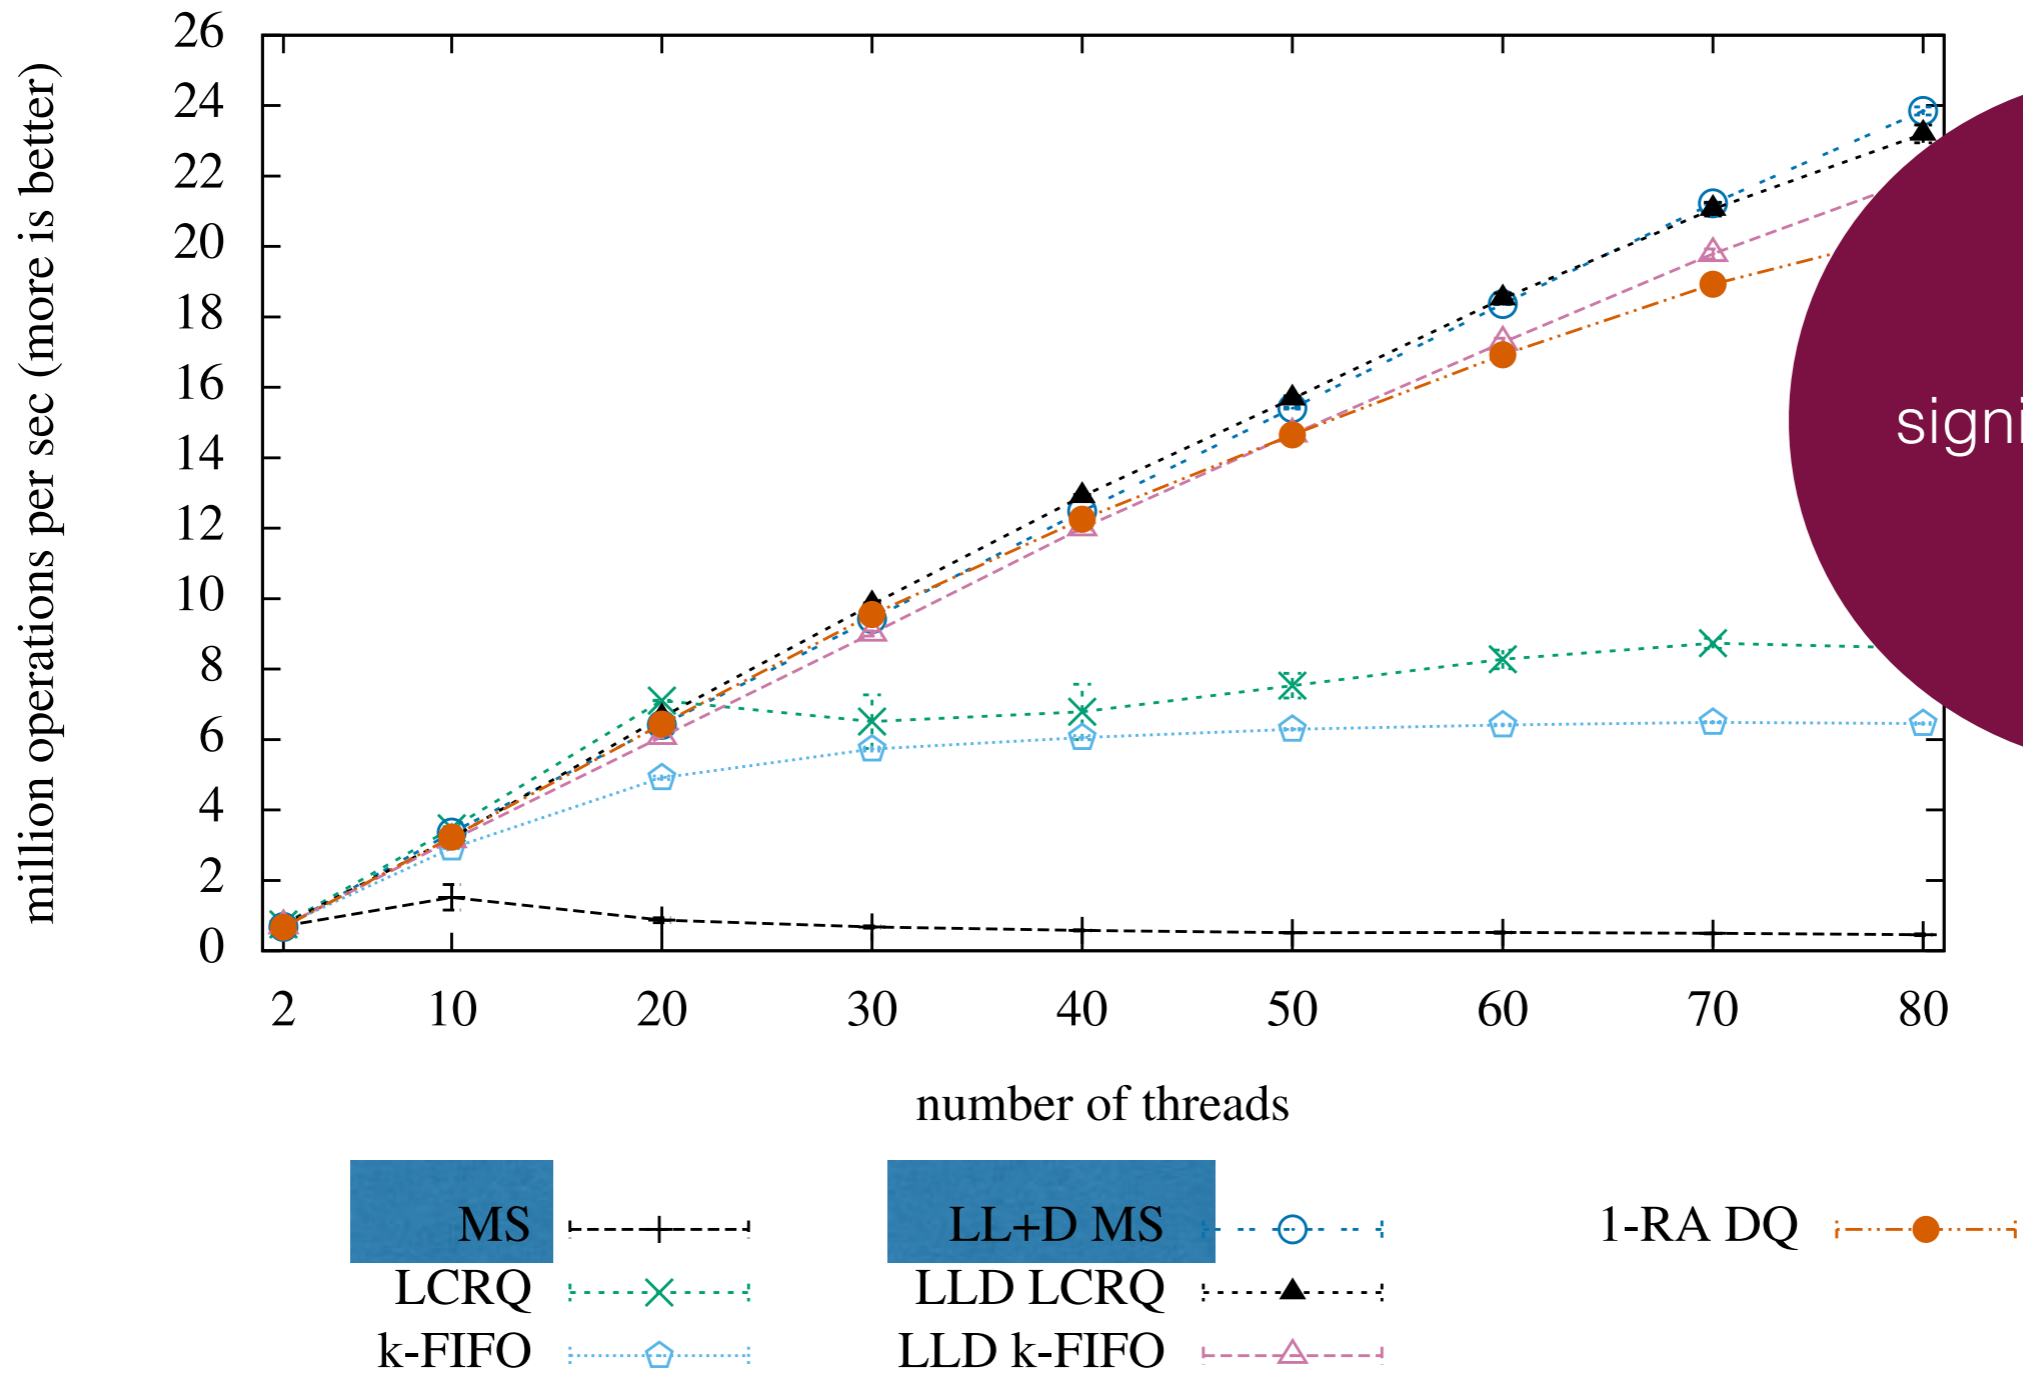 million operations per sec (more is better)
26
24
22
20
18
16
14
12
10
8
6
4
2
0
2 10 20 30 40 50 60 70 80
number of threads
MS
LCRQ
k-FIFO
LL+D MS
LLD LCRQ
LLD k-FIFO
1-RA DQ